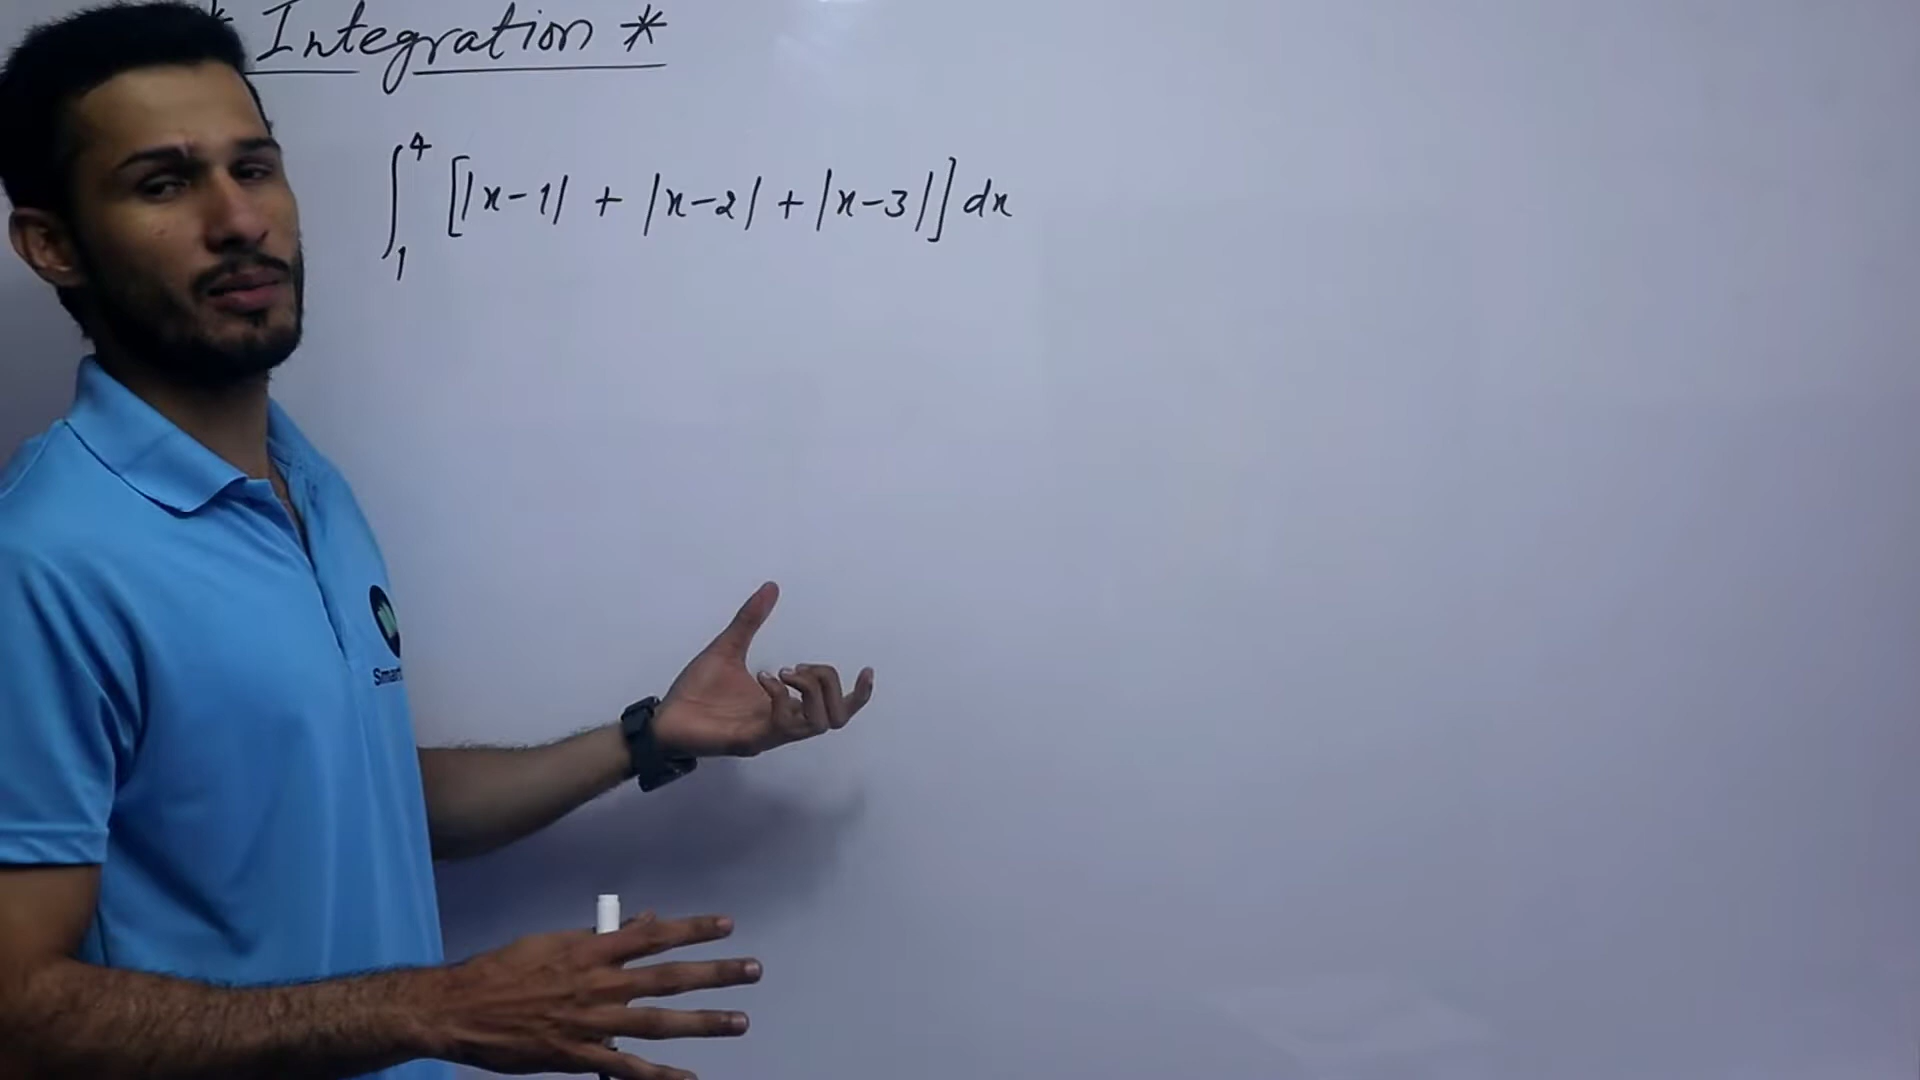 * Integration *
∫₁⁴ [|x-1| + |x-2| + |x-3|] dx